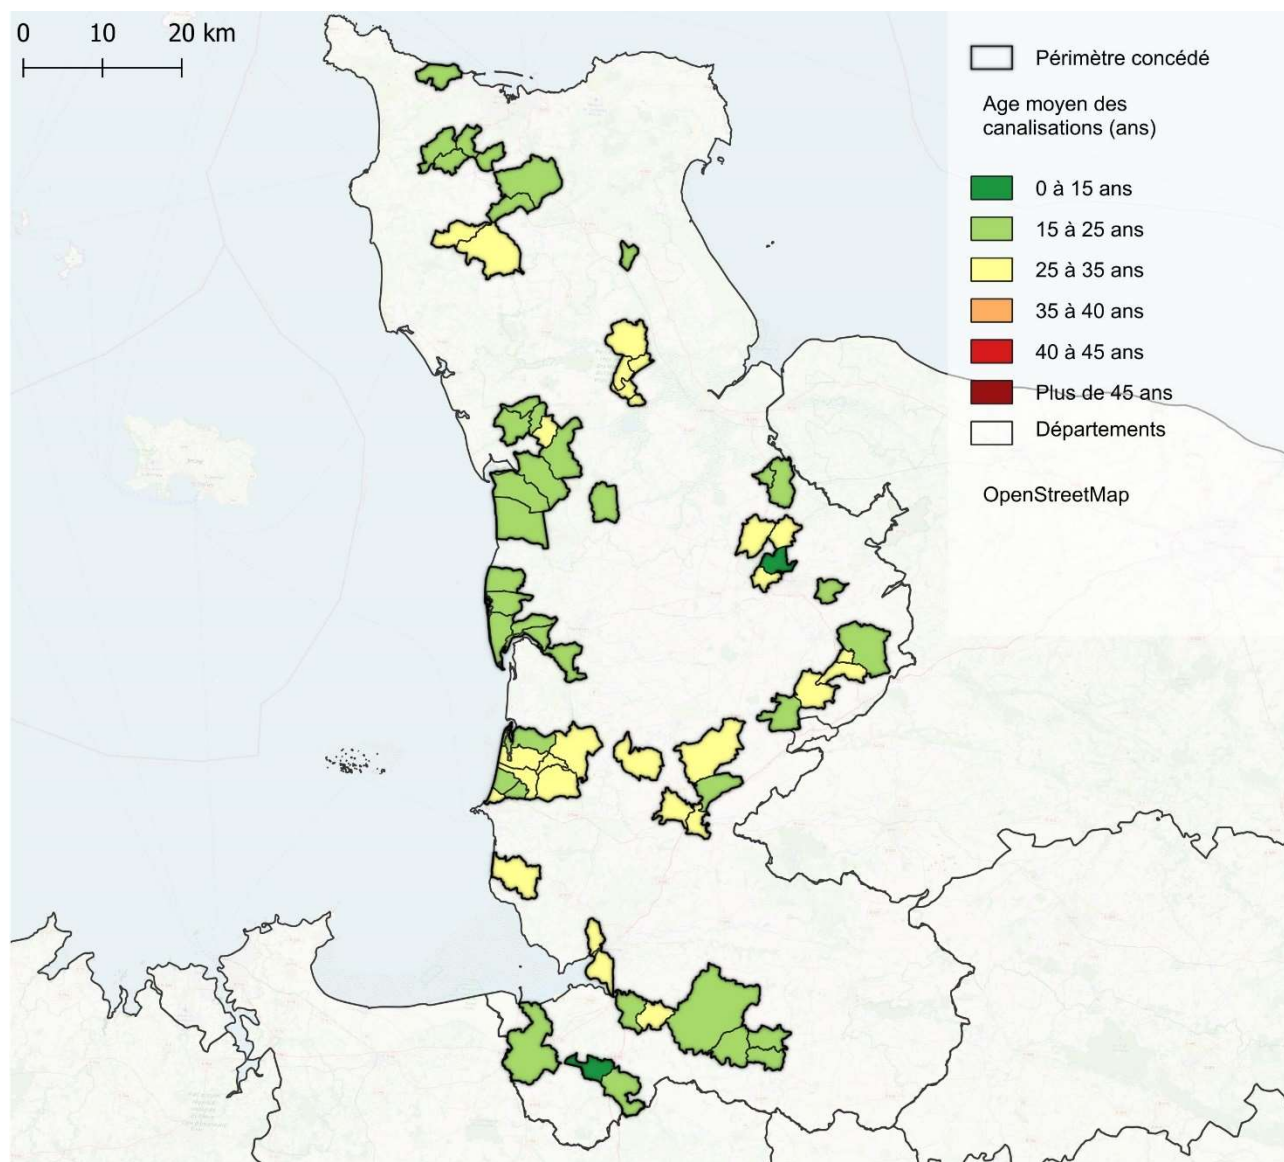 0 10 20 km
Périmètre concédé
Age moyen des
canalisations (ans)
0 à 15 ans
15 à 25 ans
25 à 35 ans
35 à 40 ans
40 à 45 ans
Plus de 45 ans
Départements
OpenStreetMap